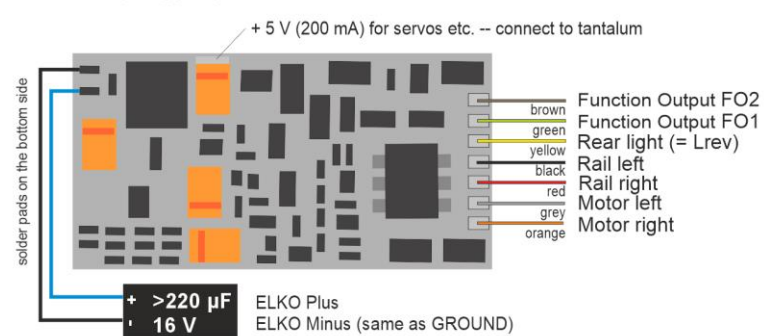 + 5 V (200 mA) for servos etc. -- connect to tantalum
solder pads on the bottom side
brown Function Output FO2
green Function Output FO1
yellow Rear light (= Lrev)
black Rail left
red Rail right
grey Motor left
orange Motor right
+ >220 µF ELKO Plus
- 16 V ELKO Minus (same as GROUND)